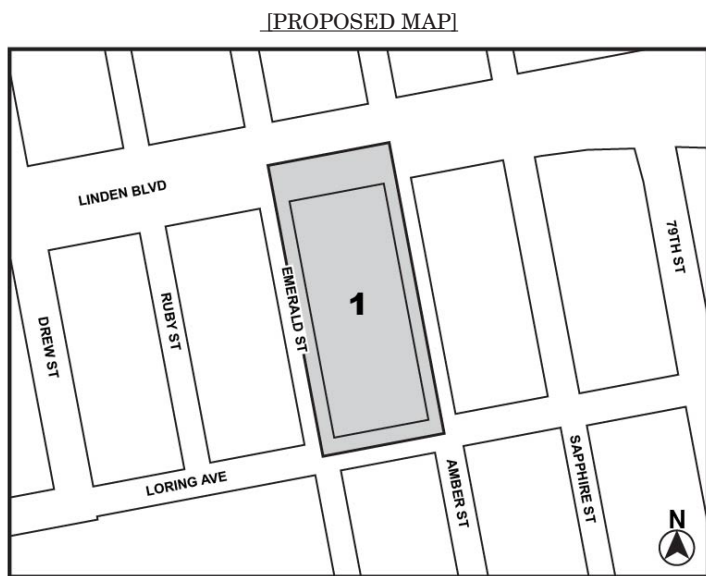 [PROPOSED MAP]
LINDEN BLVD
79TH ST
EMERALD ST
1
RUBY ST
DREW ST
LORING AVE
AMBER ST
SAPPHIRE ST
N